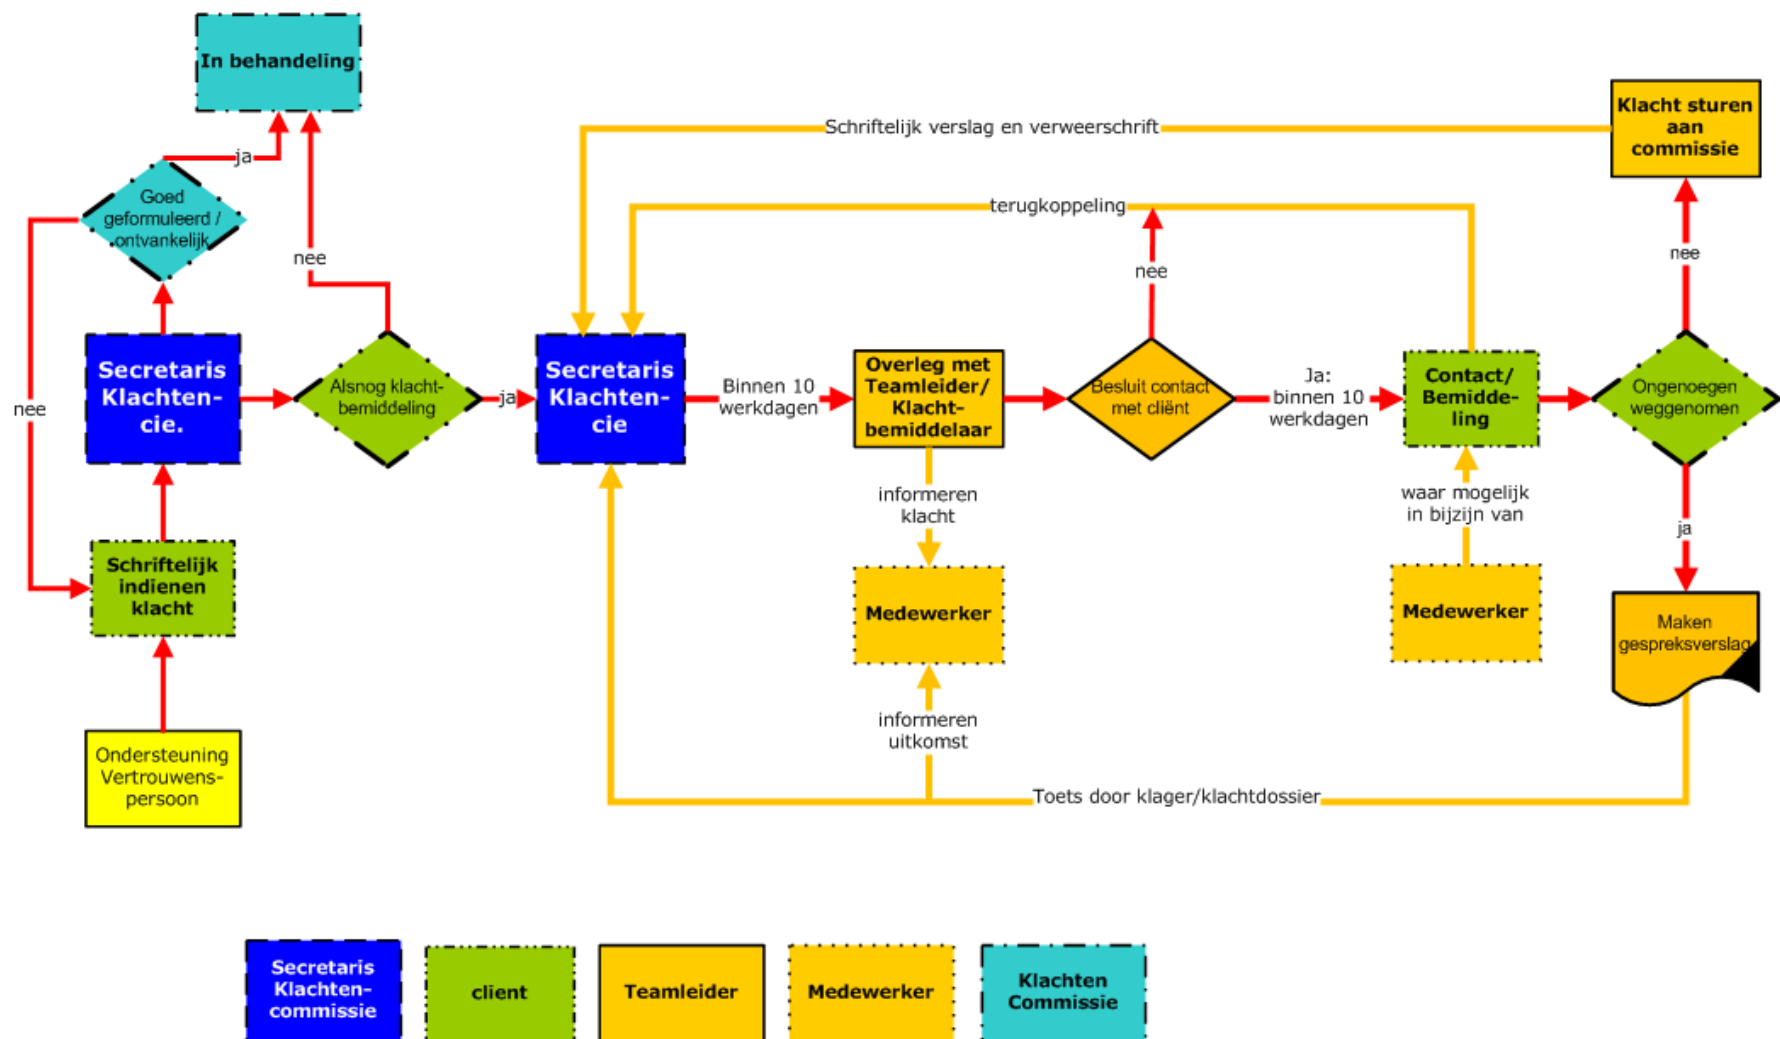 In behandeling
Klacht sturen
aan
commissie
Schriftelijk verslag en verweerschrift
ja
Goed
geformuleerd /
ontvankelijk
terugkoppeling
nee
nee
nee
Secretaris
Klachten-
cie.
Alsnog klacht-
bemiddeling
ja
Secretaris
Klachten-
cie
Binnen 10
werkdagen
Overleg met
Teamleider/
Klacht-
bemiddelaar
Besluit contact
met cliënt
Ja:
binnen 10
werkdagen
Contact/
Bemidde-
ling
Ongenoegen
weggenomen
nee
informeren
klacht
waar mogelijk
in bijzijn van
ja
Schriftelijk
indienen
klacht
Medewerker
Medewerker
Maken
gespreksverslag
informeren
uitkomst
Ondersteuning
Vertrouwens-
persoon
Toets door klager/klachtdossier
Secretaris
Klachten-
commissie
client
Teamleider
Medewerker
Klachten
Commissie